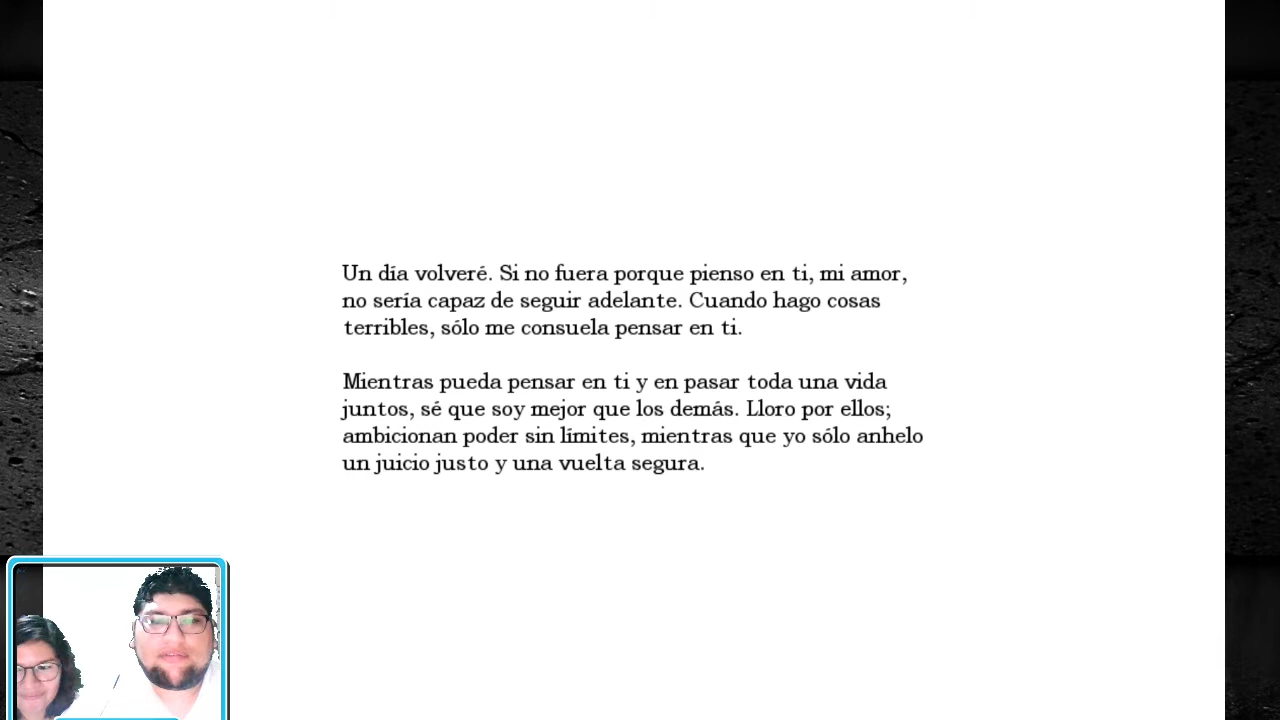 Un día volveré. Si no fuera porque pienso en ti, mi amor,
no sería capaz de seguir adelante. Cuando hago cosas
terribles, sólo me consuela pensar en ti.
Mientras pueda pensar en ti y en pasar toda una vida
juntos, sé que soy mejor que los demás. Lloro por ellos;
ambicionan poder sin límites, mientras que yo sólo anhelo
un juicio justo y una vuelta segura.